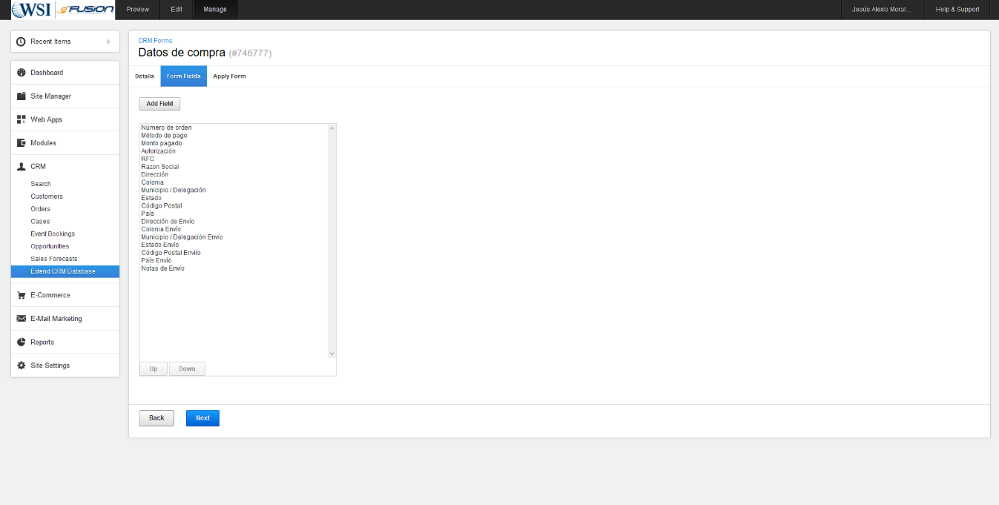 WSI eFUSION Preview Edit Manage Jesús Alexis Moral... Help & Support
Recent Items
Dashboard
Site Manager
Web Apps
Modules
CRM
Search
Customers
Orders
Cases
Event Bookings
Opportunities
Sales Forecasts
Extend CRM Database
E-Commerce
E-Mail Marketing
Reports
Site Settings
CRM Forms
Datos de compra (#746777)
Details Form Fields Apply Form
Add Field
Número de orden
Método de pago
Monto pagado
Autorización
RFC
Razon Social
Dirección
Colonia
Municipio / Delegación
Estado
Código Postal
País
Dirección de Envío
Colonia Envío
Municipio / Delegación Envío
Estado Envío
Código Postal Enviío
País Envío
Notas de Envío
Up Down
Back Next